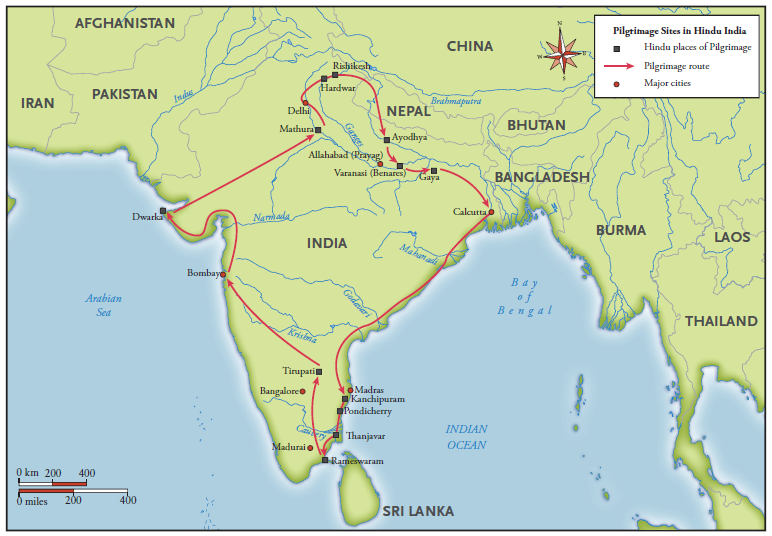 AFGHANISTAN
CHINA
IRAN
PAKISTAN
Indus
Rishikesh
Hardwar
Delhi
Mathura
NEPAL
Brahmaputra
BHUTAN
Ganges
Ayodhya
Allahabad (Prayag)
Varanasi (Benares)
Gaya
BANGLADESH
Dwarka
Narmada
Calcutta
INDIA
Mahanadi
BURMA
LAOS
Bombay
Arabian
Sea
Godavari
Bay
of
Bengal
Krishna
THAILAND
Tirupati
Bangalore
Madras
Kanchipuram
Pondicherry
Cauvery
Thanjavar
Madurai
Rameswaram
INDIAN
OCEAN
SRI LANKA
N
W
E
S
Pilgrimage Sites in Hindu India
Hindu places of Pilgrimage
Pilgrimage route
Major cities
0 km 200 400
0 miles 200 400